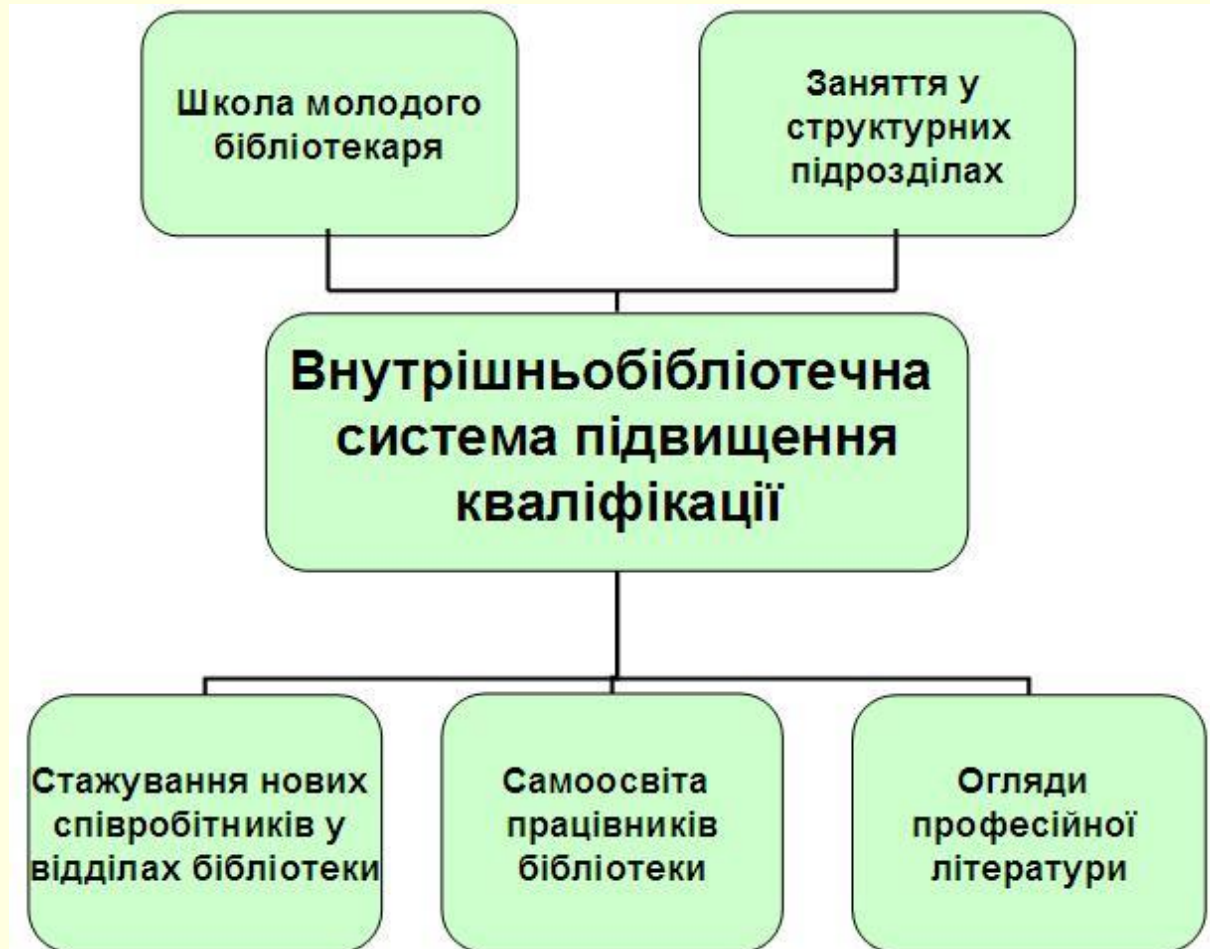 Школа молодого
бібліотекаря
Заняття у
структурних
підрозділах
Внутрішньобібліотечна
система підвищення
кваліфікації
Стажування нових
співробітників у
відділах бібліотеки
Самоосвіта
працівників
бібліотеки
Огляди
професійної
літератури